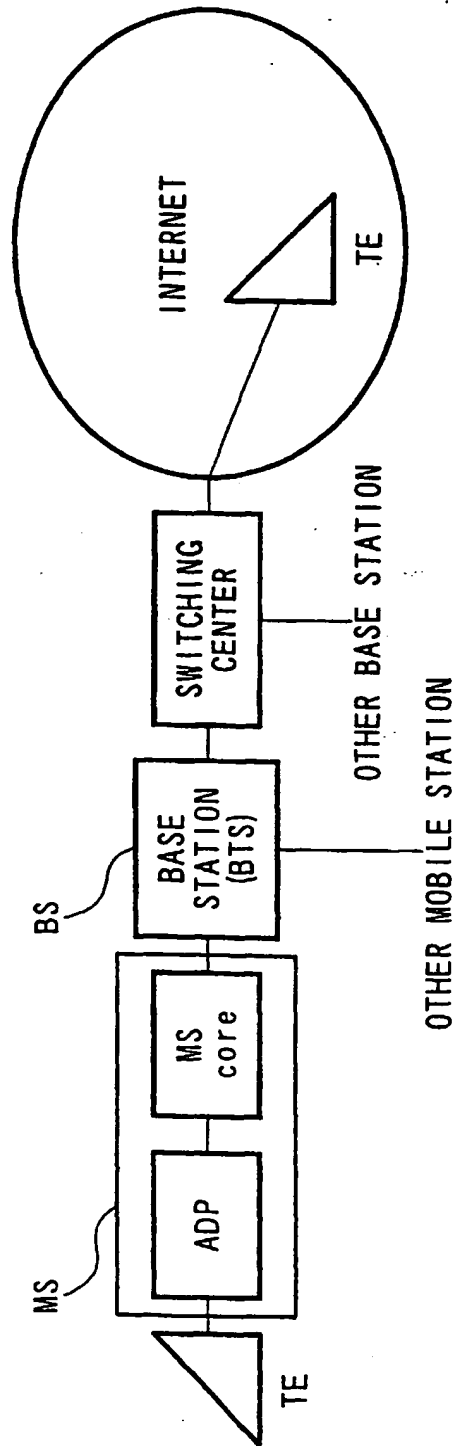 TE
MS
ADP
MS
core
BS
BASE
STATION
(BTS)
OTHER MOBILE STATION
SWITCHING
CENTER
OTHER BASE STATION
INTERNET
TE